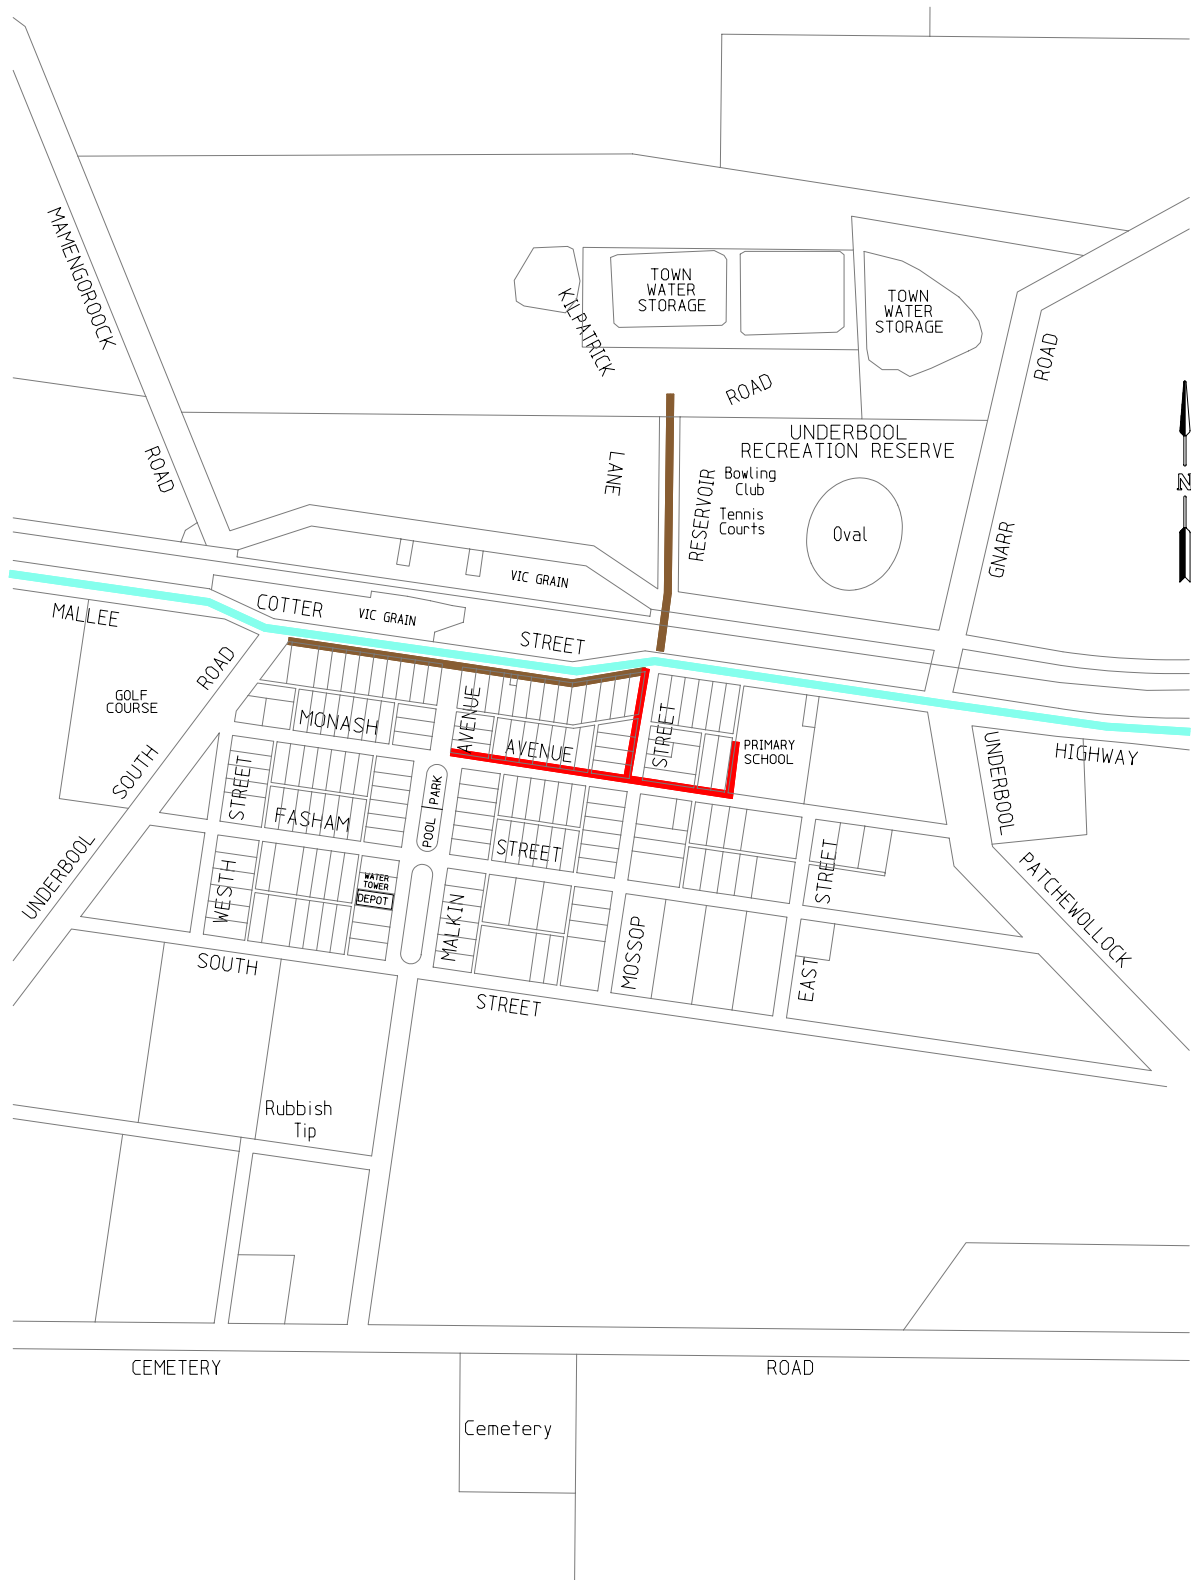 MAMENGOROOCK
ROAD
KILPATRICK
ROAD
TOWN
WATER
STORAGE
TOWN
WATER
STORAGE
ROAD
GNARR
N
UNDERBOOL
RECREATION RESERVE
Bowling
Club
Tennis
Courts
Oval
LANE
RESERVOIR
VIC GRAIN
COTTER
VIC GRAIN
STREET
MALLEE
HIGHWAY
GOLF
COURSE
ROAD
SOUTH
UNDERBOOL
MONASH
AVENUE
AVENUE
STREET
PRIMARY
SCHOOL
UNDERBOOL
PATCHEWOLLOCK
STREET
WESTH
FASHAM
STREET
POOL
PARK
WATER
TOWER
DEPOT
MALKIN
MOSSOP
STREET
EAST
SOUTH
STREET
Rubbish
Tip
CEMETERY
ROAD
Cemetery